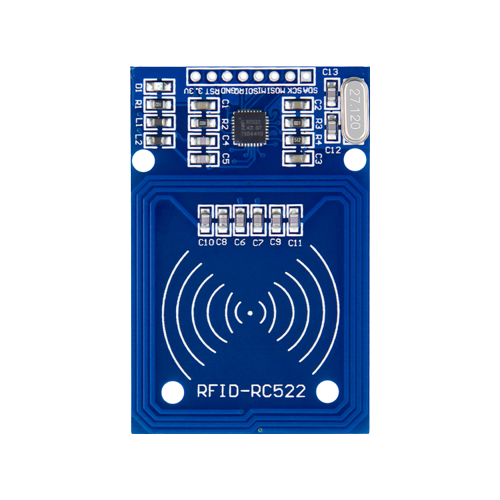 SDA SCK MOSI MISO IRQ GND RST 3.3V
C13
D1
R1
L1
L2
C1
R2
C4
C5
C2
R3
R4
C3
27.120
C12
C10 C8 C6 C7 C9 C11
RFID-RC522